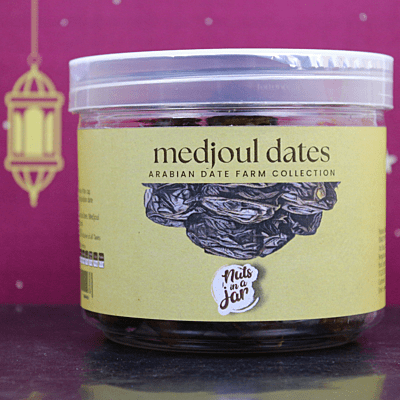 medjoul dates
ARABIAN DATE FARM COLLECTION
Nuts
in a
jar